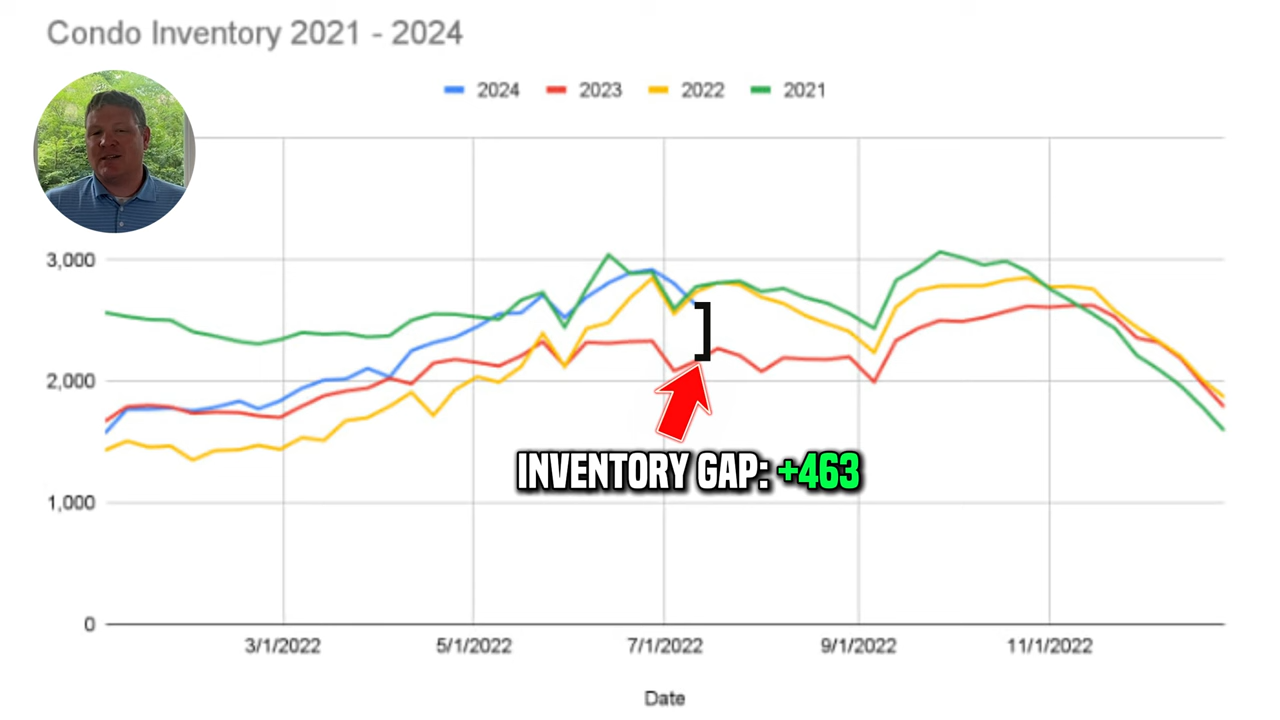 Condo Inventory 2021 - 2024
2024 2023 2022 2021
3,000
2,000
INVENTORY GAP: +463
1,000
0
3/1/2022 5/1/2022 7/1/2022 9/1/2022 11/1/2022
Date